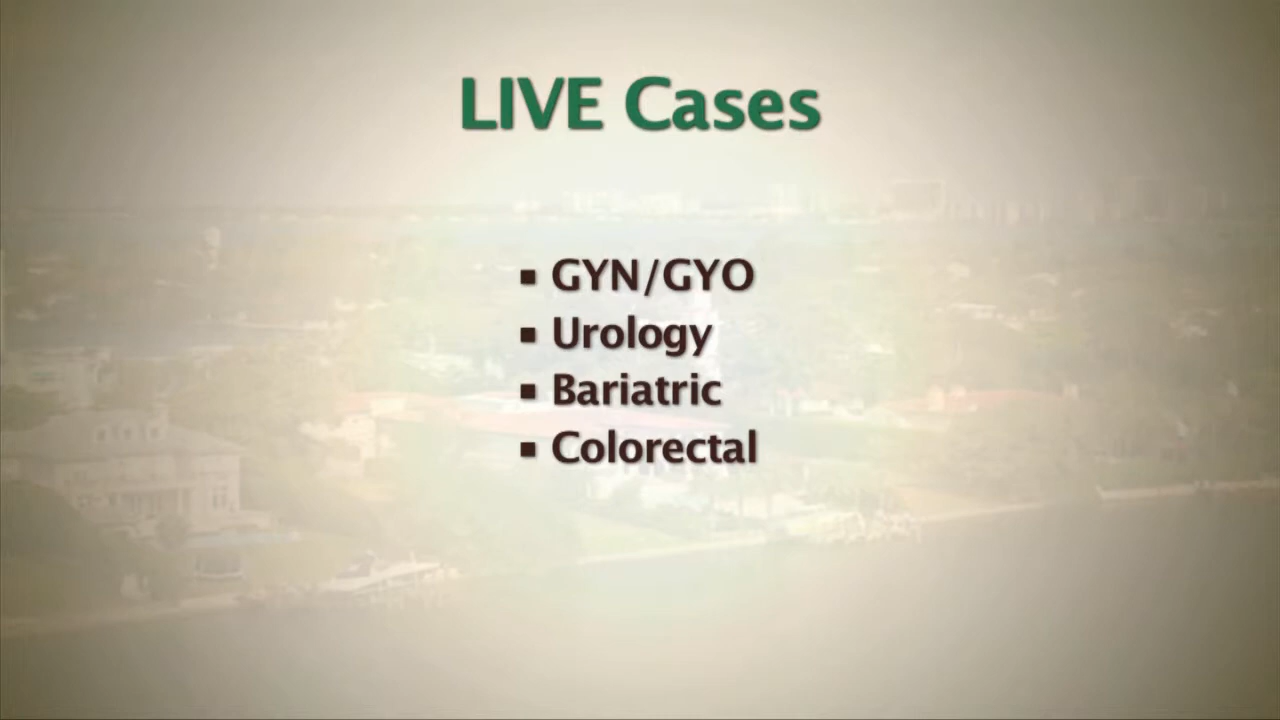 LIVE Cases
▪ GYN/GYO
▪ Urology
▪ Bariatric
▪ Colorectal